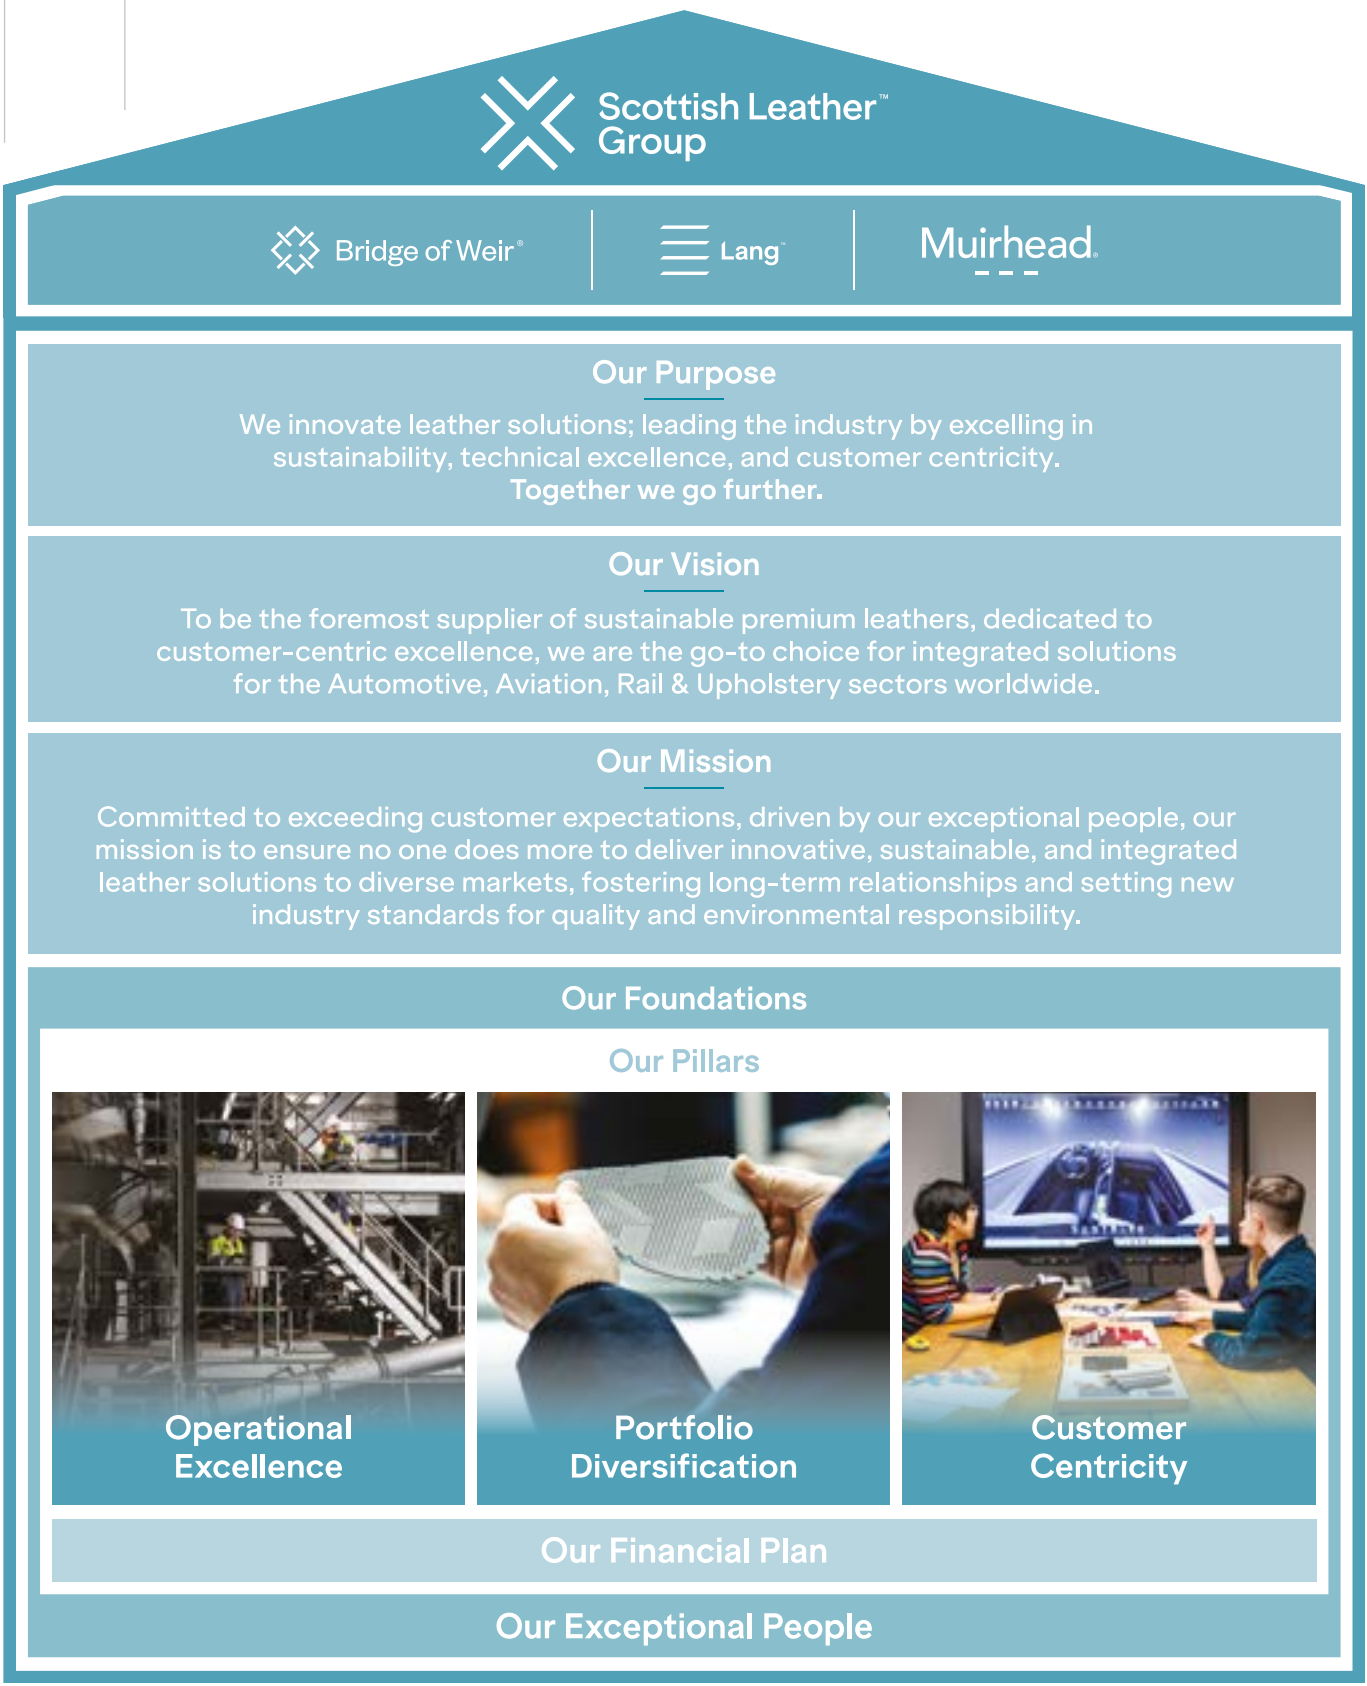 Scottish Leather™
Group
Bridge of Weir®
Lang™
Muirhead®
Our Purpose
We innovate leather solutions; leading the industry by excelling in
sustainability, technical excellence, and customer centricity.
Together we go further.
Our Vision
To be the foremost supplier of sustainable premium leathers, dedicated to
customer-centric excellence, we are the go-to choice for integrated solutions
for the Automotive, Aviation, Rail & Upholstery sectors worldwide.
Our Mission
Committed to exceeding customer expectations, driven by our exceptional people, our
mission is to ensure no one does more to deliver innovative, sustainable, and integrated
leather solutions to diverse markets, fostering long-term relationships and setting new
industry standards for quality and environmental responsibility.
Our Foundations
Our Pillars
Operational
Excellence
Portfolio
Diversification
Customer
Centricity
Our Financial Plan
Our Exceptional People